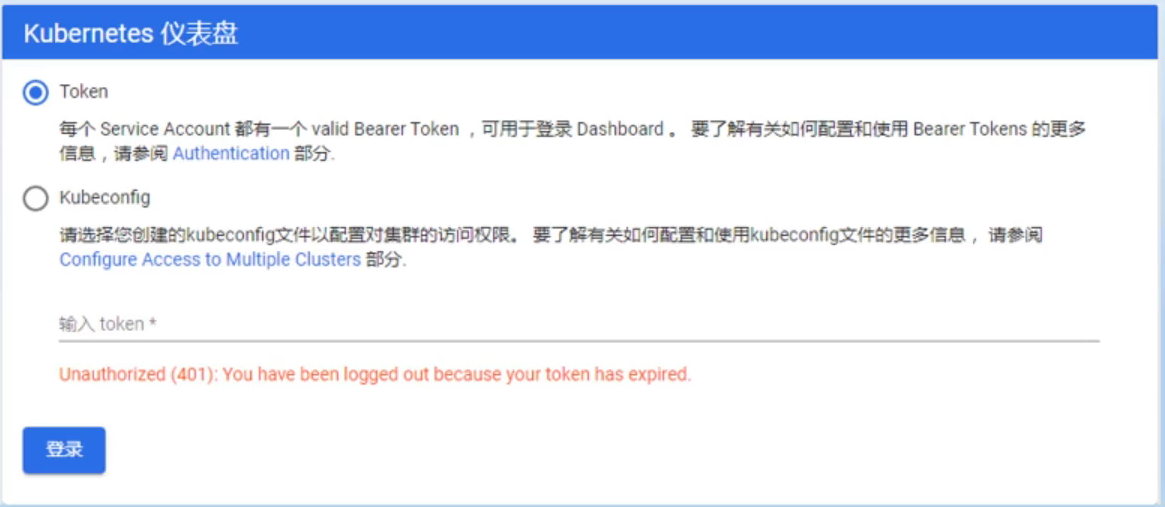 Kubernetes 仪表盘
Token
每个 Service Account 都有一个 valid Bearer Token ，可用于登录 Dashboard 。 要了解有关如何配置和使用 Bearer Tokens 的更多
信息，请参阅 Authentication 部分.
Kubeconfig
请选择您创建的kubeconfig文件以配置对集群的访问权限。 要了解有关如何配置和使用kubeconfig文件的更多信息， 请参阅
Configure Access to Multiple Clusters 部分.
输入 token *
Unauthorized (401): You have been logged out because your token has expired.
登录